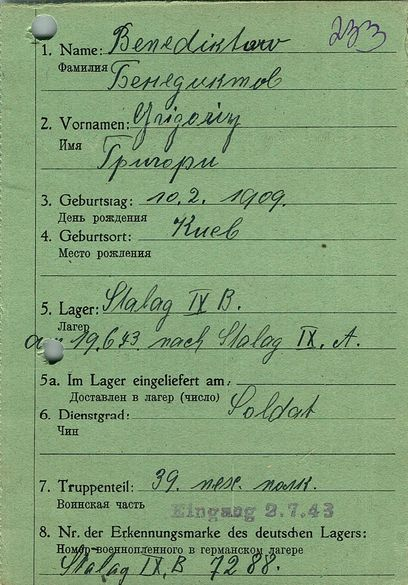 233
1. Name: Benediktow
Фамилия Бенедиктов
2. Vornamen: Grigoriy
Имя
Григори
3. Geburtstag: 10.2.1909.
День рождения
4. Geburtsort: Киев
Место рождения
5. Lager: Stalag IX B.
Лагер
am 19.6.43 nach Stalag IX. A.
5a. Im Lager eingeliefert am:
Доставлен в лагер (число)
6. Dienstgrad: Soldat
Чин
7. Truppenteil: 39. пех. полк.
Воинская часть
Eingang 2.7.43
8. Nr. der Erkennungsmarke des deutschen Lagers:
Номер военнопленного в германском лагере
Stalag IX B 7288.